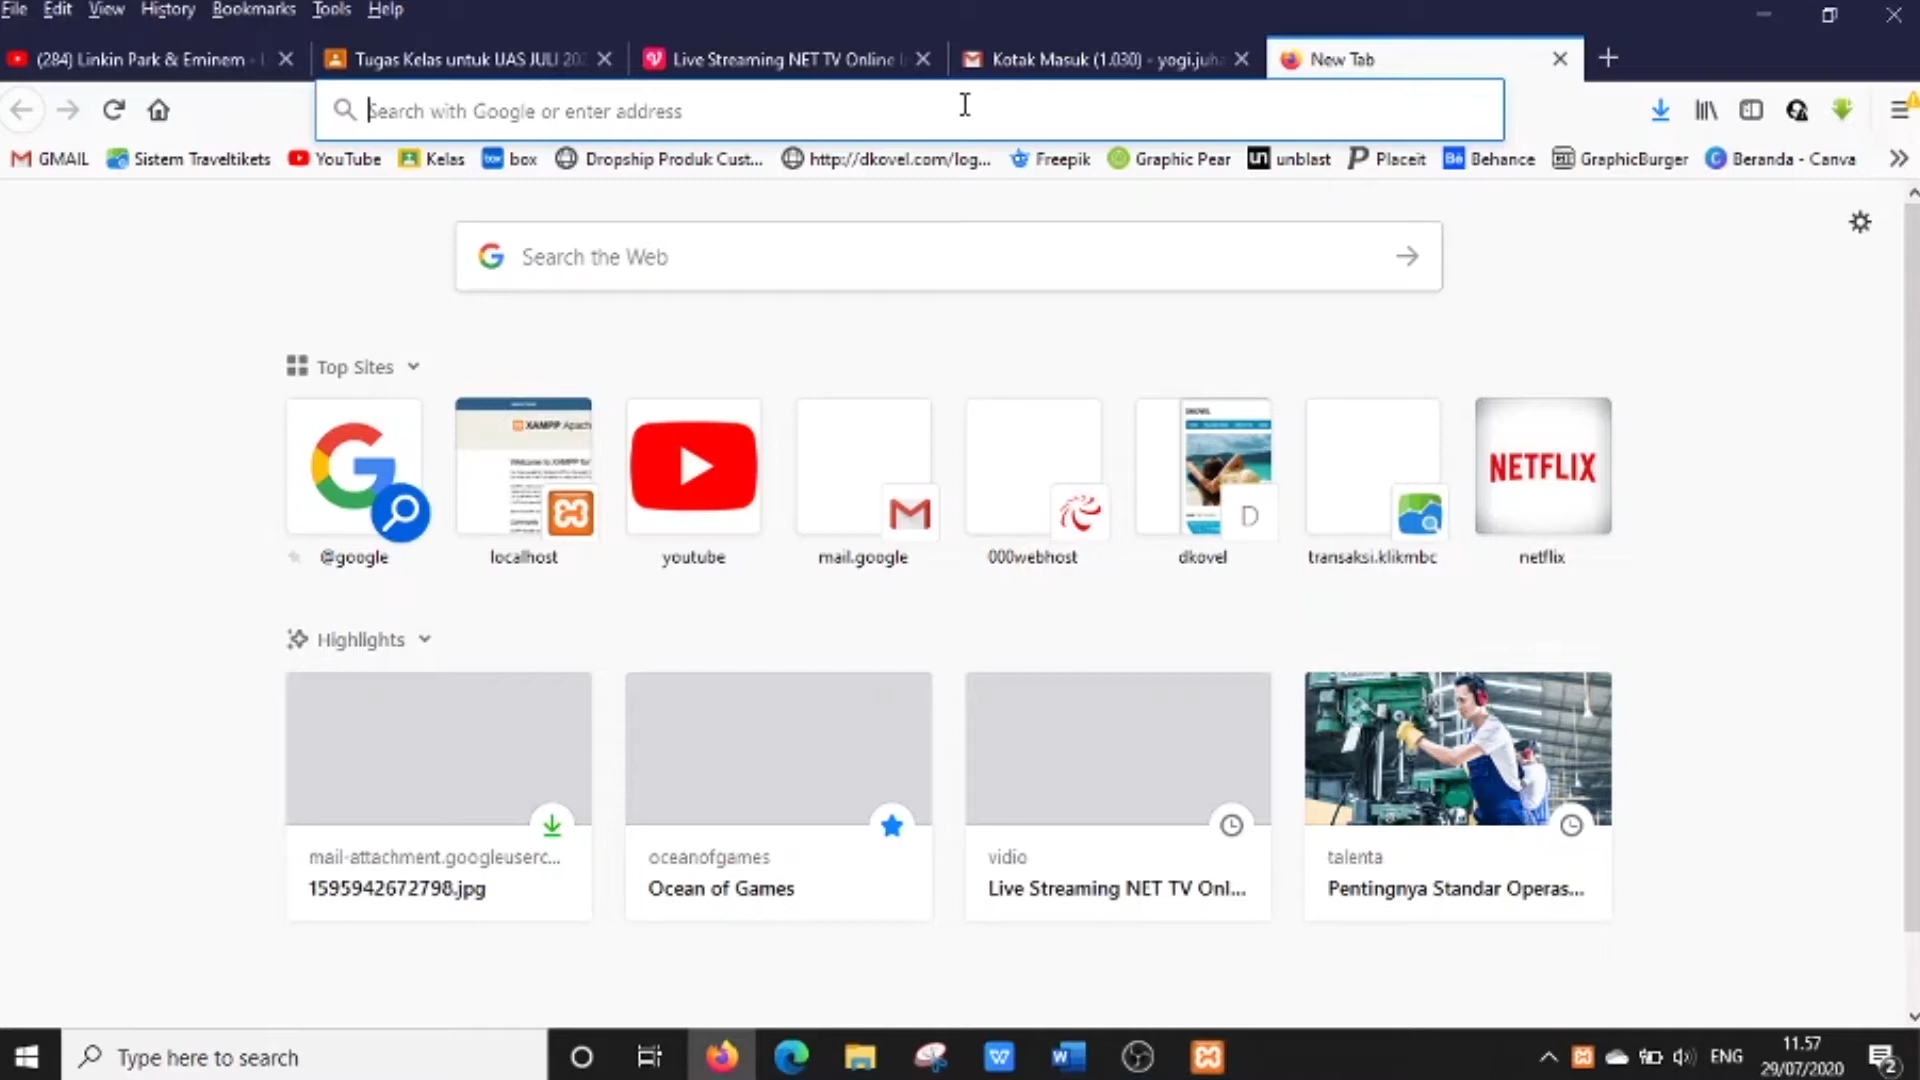 File Edit View History Bookmarks Tools Help
(284) Linkin Park & Eminem -
Tugas Kelas untuk UAS JULI 202
Live Streaming NET TV Online
Kotak Masuk (1.030) - yogi.juha
New Tab
Search with Google or enter address
GMAIL Sistem Traveltikets YouTube Kelas box Dropship Produk Cust... http://dkovel.com/log... Freepik Graphic Pear unblast Placeit Behance GraphicBurger Beranda - Canva
Search the Web
Top Sites
XAMPP Apach
NETFLIX
D
@google localhost youtube mail.google 000webhost dkovel transaksi.klikmbc netflix
Highlights
mail-attachment.googleuserc...
1595942672798.jpg
oceanofgames
Ocean of Games
vidio
Live Streaming NET TV Onl...
talenta
Pentingnya Standar Operas...
Type here to search
ENG
11.57
29/07/2020
2